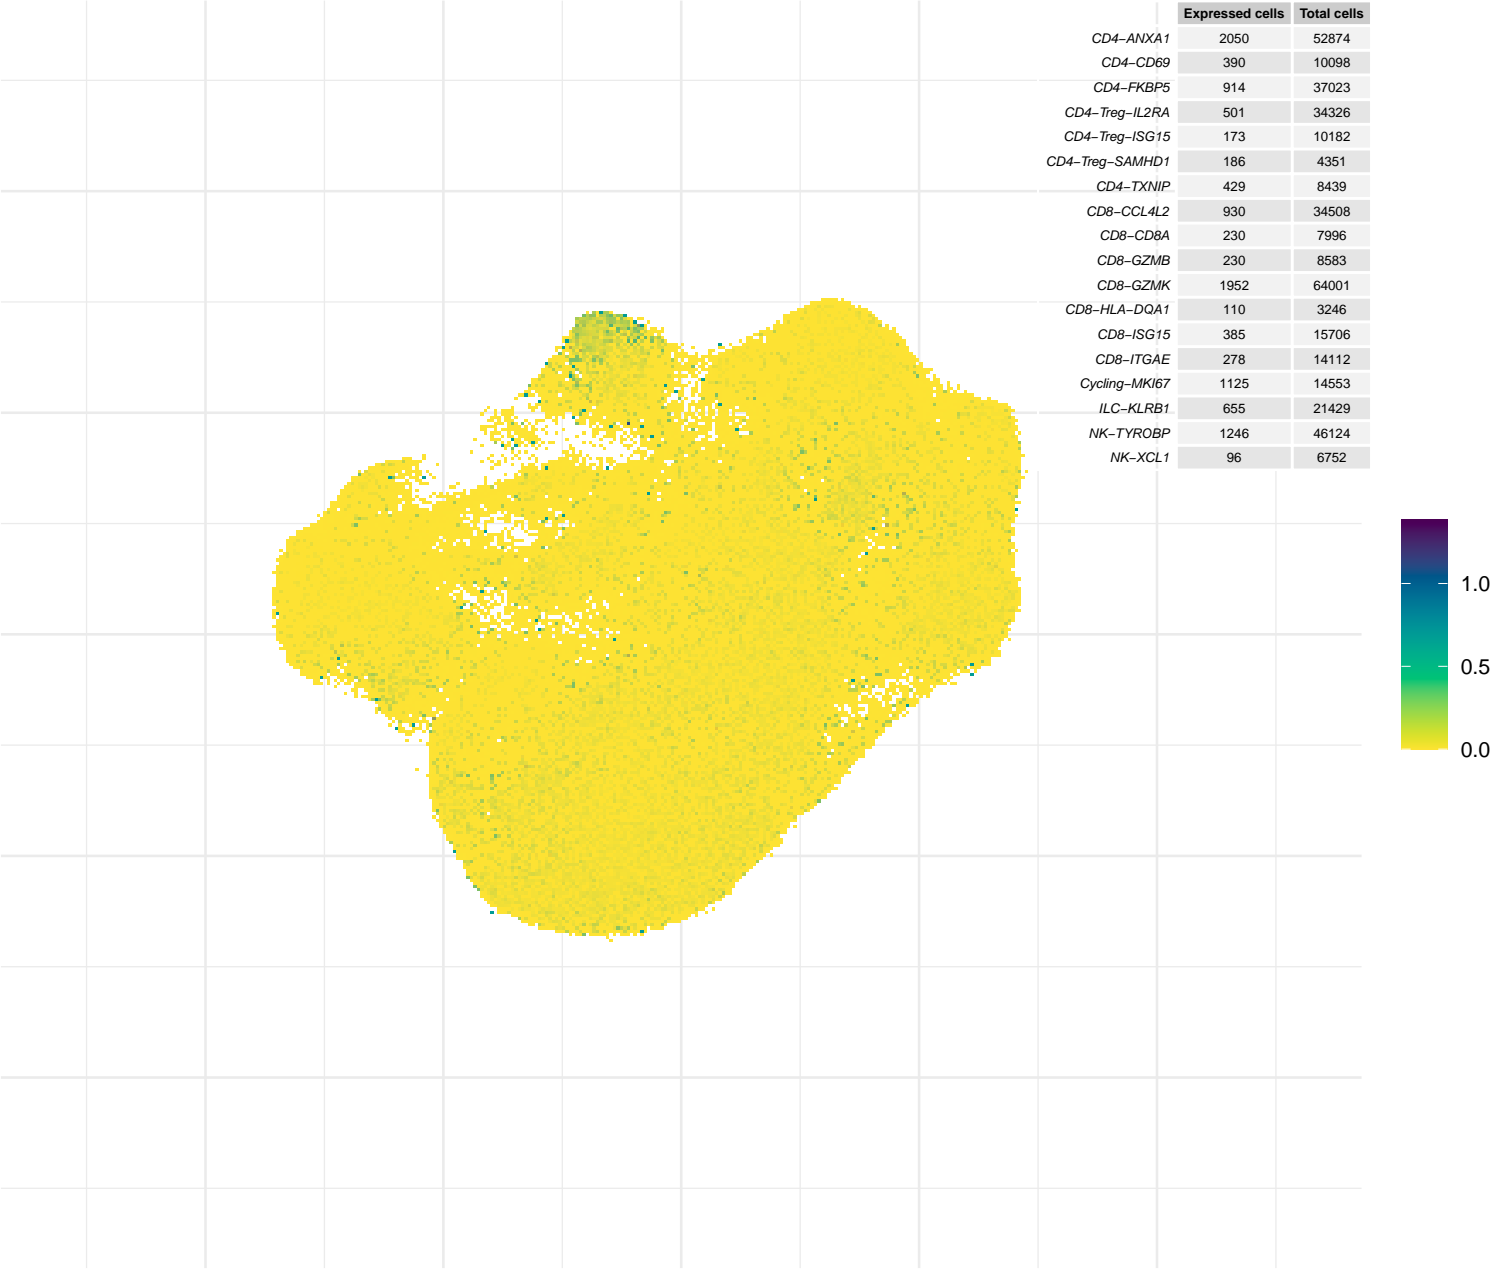 Expressed cells Total cells
CD4−ANXA1 2050 52874
CD4−CD69 390 10098
CD4−FKBP5 914 37023
CD4−Treg−IL2RA 501 34326
CD4−Treg−ISG15 173 10182
CD4−Treg−SAMHD1 186 4351
CD4−TXNIP 429 8439
CD8−CCL4L2 930 34508
CD8−CD8A 230 7996
CD8−GZMB 230 8583
CD8−GZMK 1952 64001
CD8−HLA−DQA1 110 3246
CD8−ISG15 385 15706
CD8−ITGAE 278 14112
Cycling−MKI67 1125 14553
ILC−KLRB1 655 21429
NK−TYROBP 1246 46124
NK−XCL1 96 6752
1.0
0.5
0.0